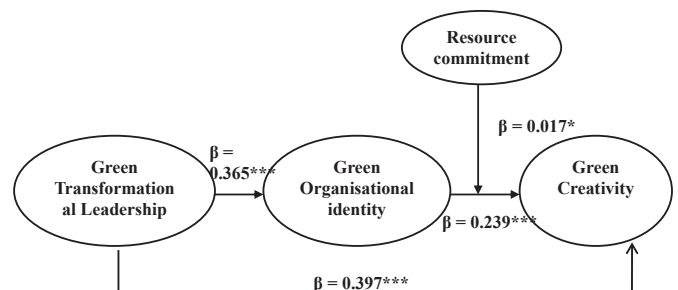 Resource
commitment
β = 0.017*
β =
0.365***
Green
Transformation
al Leadership
Green
Organisational
identity
Green
Creativity
β = 0.239***
β = 0.397***